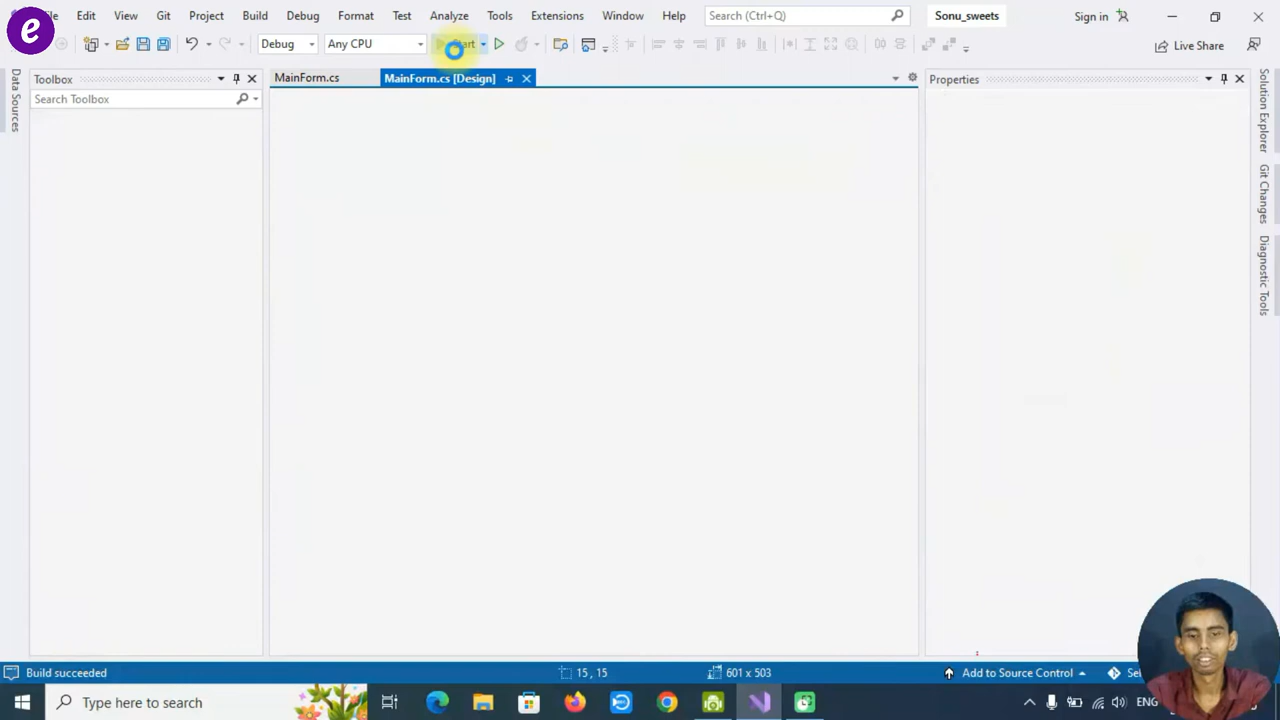 e
Edit View Git Project Build Debug Format Test Analyze Tools Extensions Window Help Search (Ctrl+Q) Sonu_sweets Sign in
Debug Any CPU Start Live Share
Data Sources
Toolbox
Search Toolbox
MainForm.cs MainForm.cs [Design]
Properties
Solution Explorer
Git Changes
Diagnostic Tools
Build succeeded 15, 15 601 x 503 Add to Source Control
Type here to search ENG